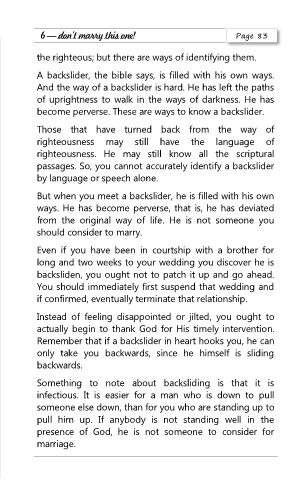 6 — don't marry this one!
Page 83
the righteous; but there are ways of identifying them.
A backslider, the bible says, is filled with his own ways.
And the way of a backslider is hard. He has left the paths
of uprightness to walk in the ways of darkness. He has
become perverse. These are ways to know a backslider.
Those that have turned back from the way of
righteousness may still have the language of
righteousness. He may still know all the scriptural
passages. So, you cannot accurately identify a backslider
by language or speech alone.
But when you meet a backslider, he is filled with his own
ways. He has become perverse, that is, he has deviated
from the original way of life. He is not someone you
should consider to marry.
Even if you have been in courtship with a brother for
long and two weeks to your wedding you discover he is
backsliden, you ought not to patch it up and go ahead.
You should immediately first suspend that wedding and
if confirmed, eventually terminate that relationship.
Instead of feeling disappointed or jilted, you ought to
actually begin to thank God for His timely intervention.
Remember that if a backslider in heart hooks you, he can
only take you backwards, since he himself is sliding
backwards.
Something to note about backsliding is that it is
infectious. It is easier for a man who is down to pull
someone else down, than for you who are standing up to
pull him up. If anybody is not standing well in the
presence of God, he is not someone to consider for
marriage.